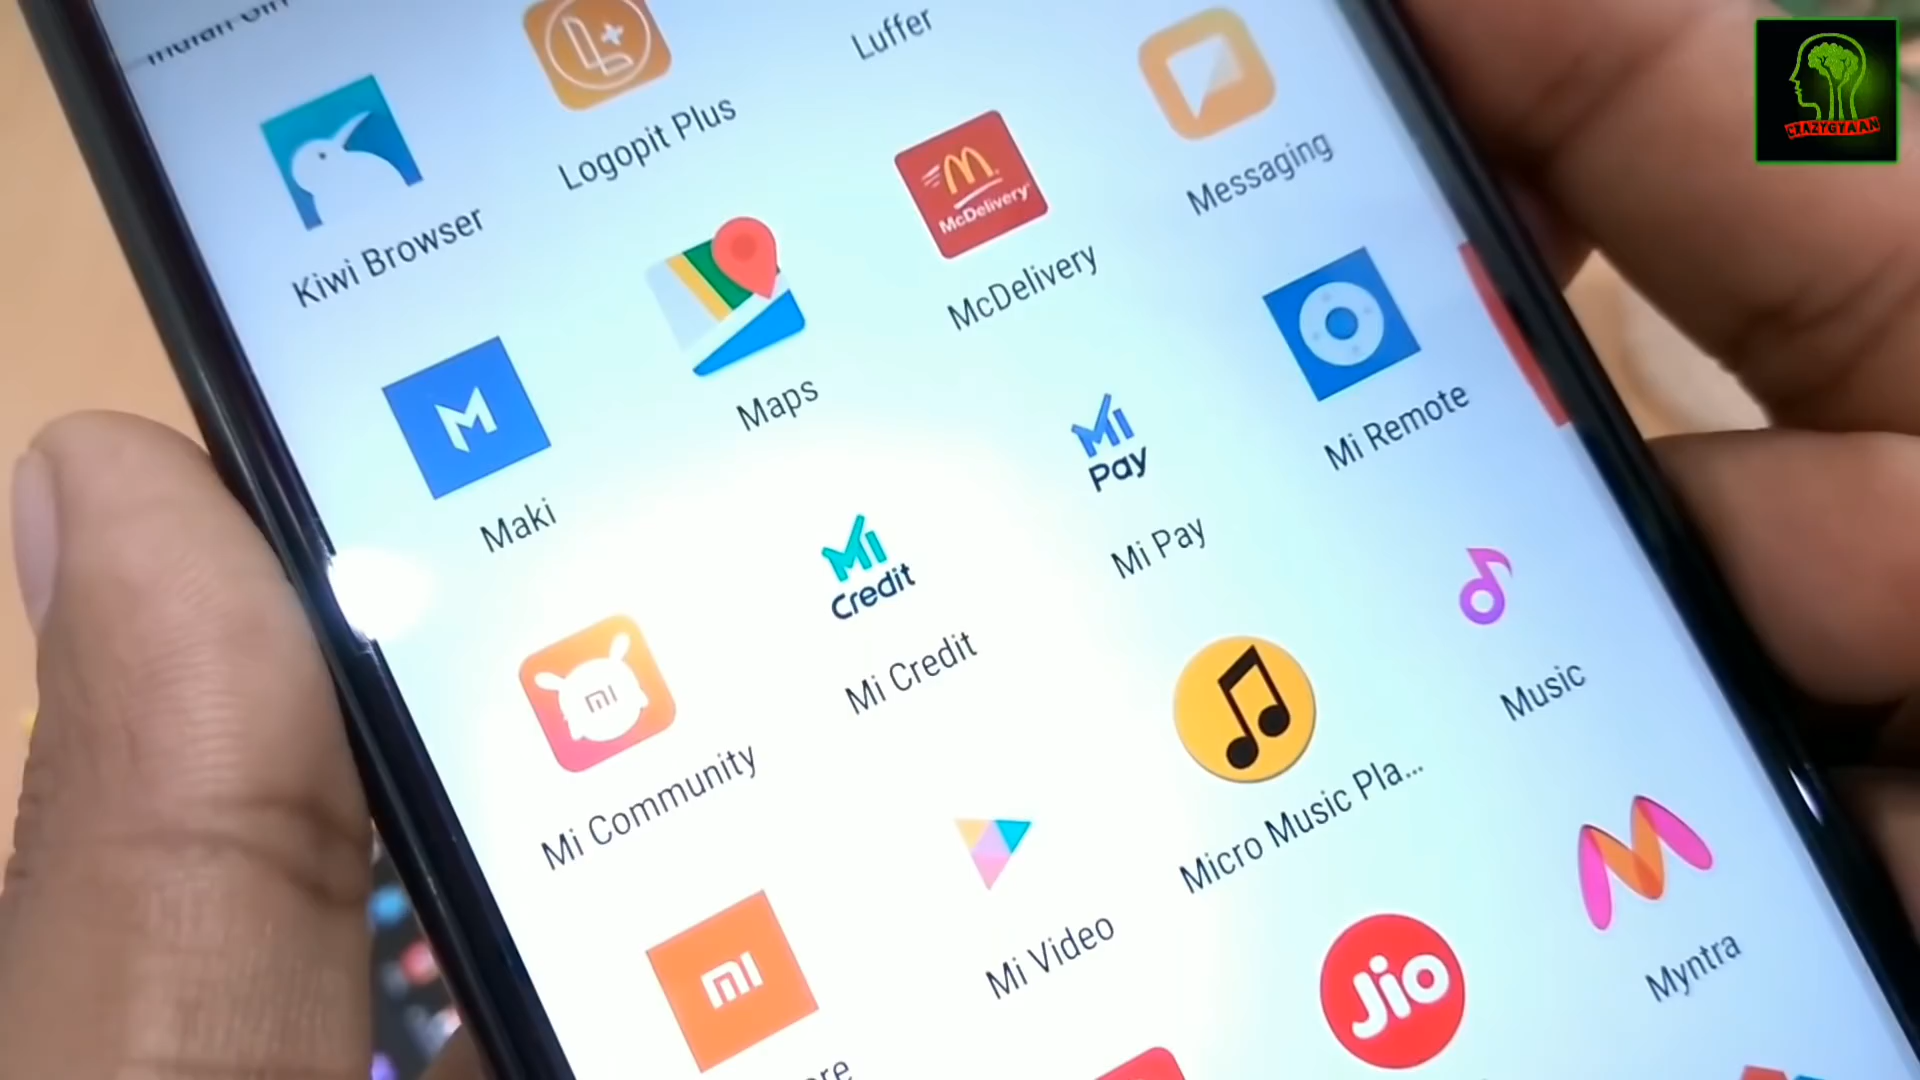 Luffer
Kiwi Browser
Logopit Plus
McDelivery
McDelivery
Messaging
Maki
Maps
Mi
Pay
Mi Pay
Mi Remote
mi
Mi Community
Mi
Credit
Mi Credit
Micro Music Pla...
Music
mi
Mi Video
Jio
Myntra
CRAZYGYAAN